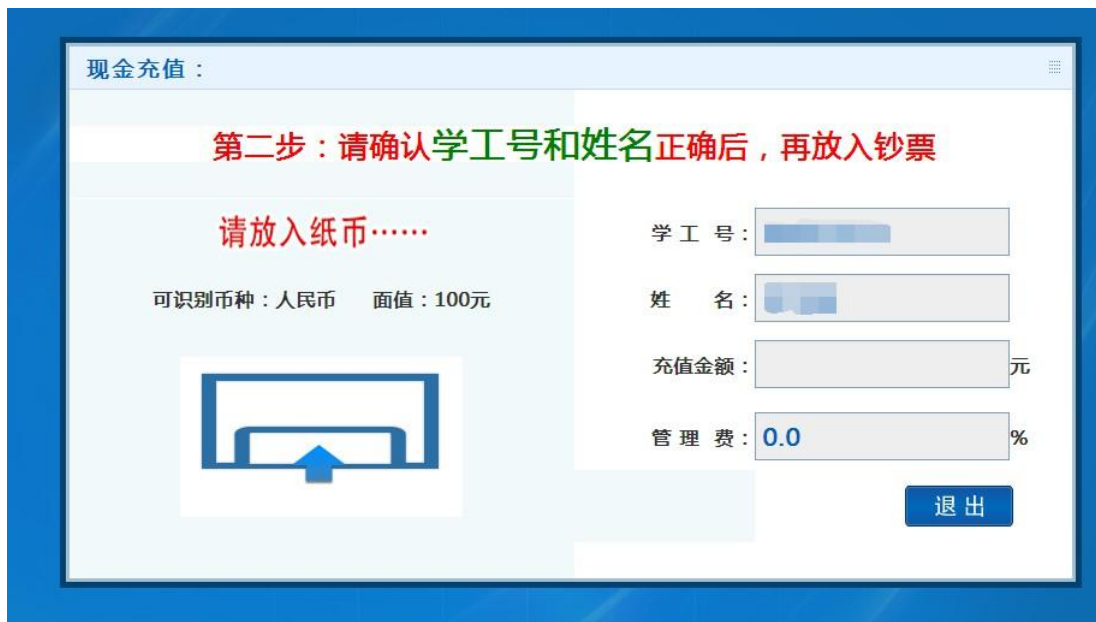 现金充值：
第二步：请确认学工号和姓名正确后，再放入钞票
请放入纸币……
可识别币种：人民币 面值：100元
学工 号：
姓 名：
充值金额： 元
管理 费： 0.0 %
退出